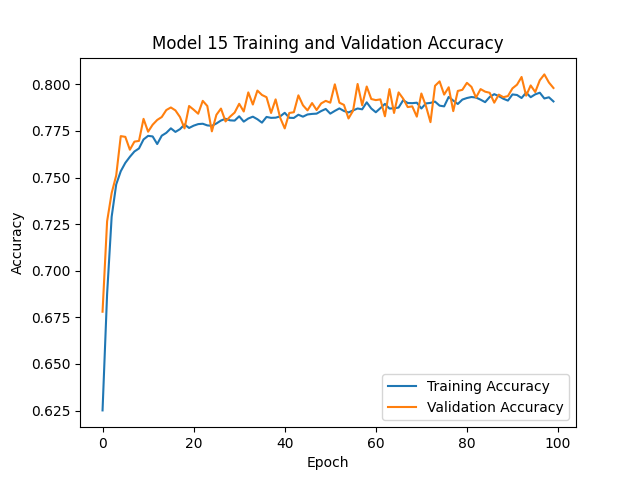 Model 15 Training and Validation Accuracy
0.800
0.775
0.750
0.725
0.700
0.675
0.650
0.625
Accuracy
Training Accuracy
Validation Accuracy
0 20 40 60 80 100
Epoch